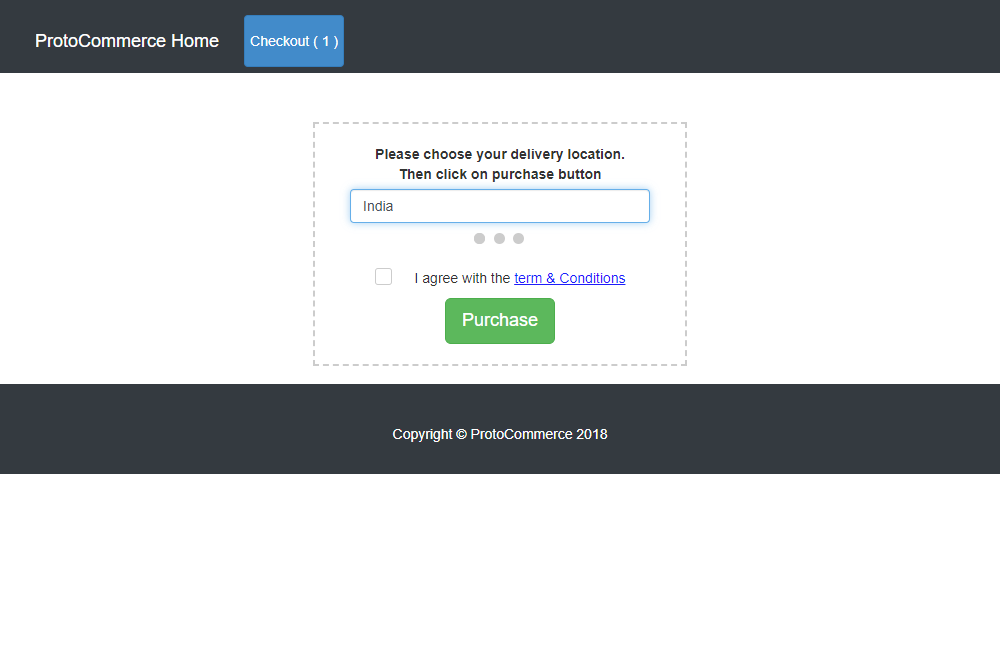 ProtoCommerce Home
Checkout ( 1 )
Please choose your delivery location.
Then click on purchase button
India
I agree with the term & Conditions
Purchase
Copyright © ProtoCommerce 2018